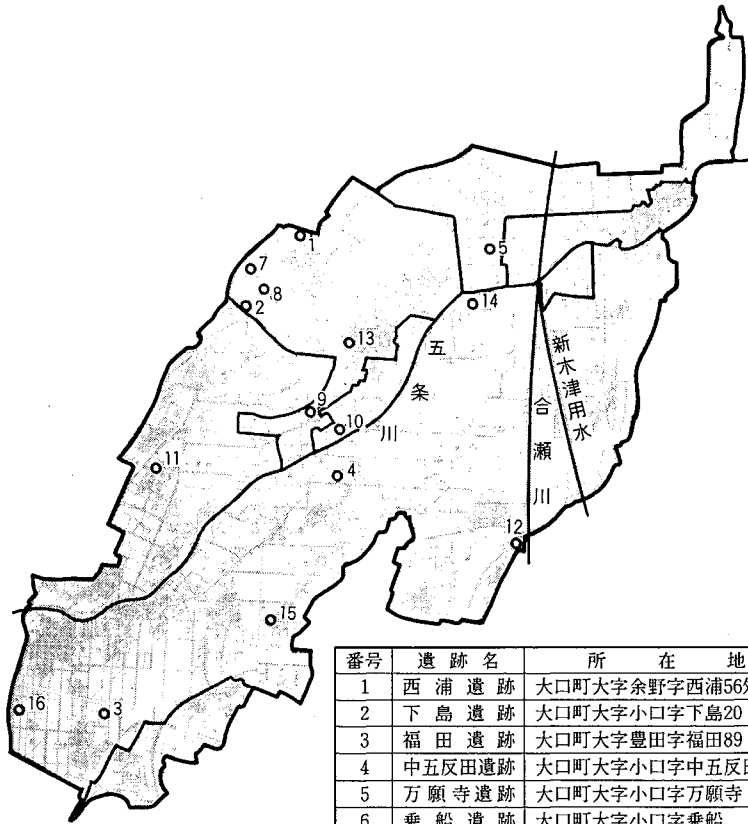 1
7
5
8
2
14
13
五条川
新木津用水
合瀬川
9
10
11
4
12
15
16
3
番号 遺跡名 所在地
1 西浦遺跡 大口町大字余野字西浦56
2 下島遺跡 大口町大字小口字下島20
3 福田遺跡 大口町大字豊田字福田89
4 中五反田遺跡 大口町大字小口字中五反田
5 万願寺遺跡 大口町大字小口字万願寺
6 乗船遺跡 大口町大字小口字乗船